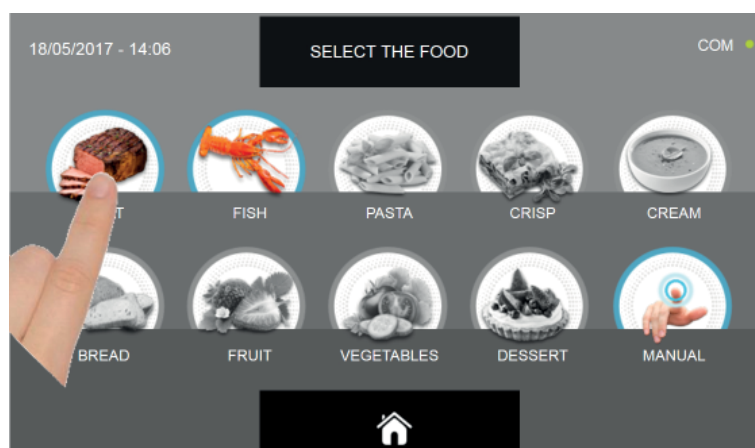 18/05/2017 - 14:06
SELECT THE FOOD
COM
FISH
PASTA
CRISP
CREAM
BREAD
FRUIT
VEGETABLES
DESSERT
MANUAL